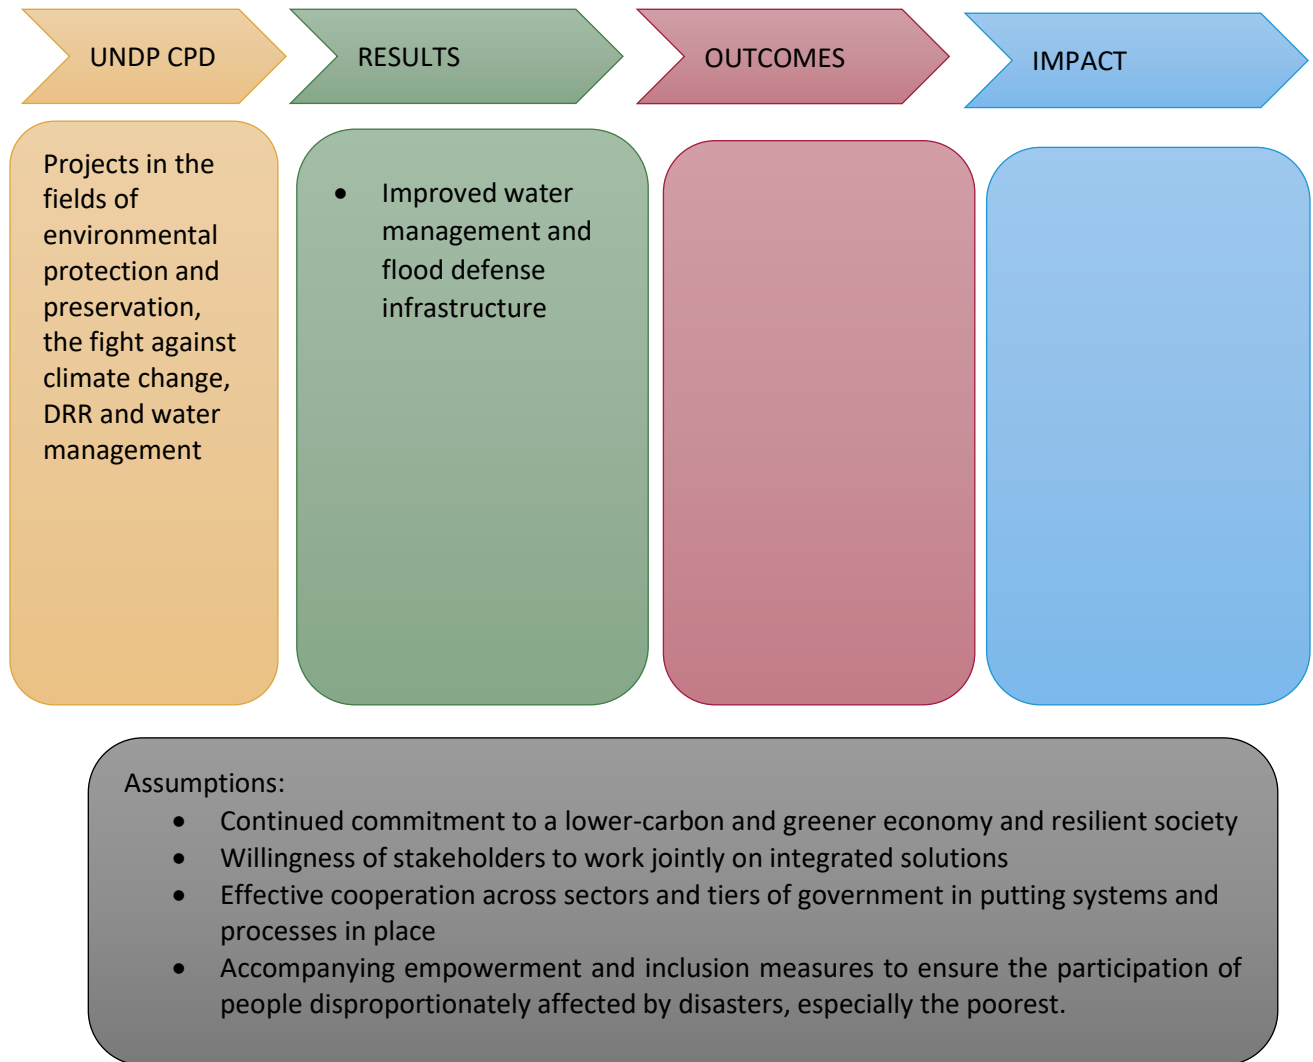 UNDP CPD
RESULTS
OUTCOMES
IMPACT
Projects in the
fields of
environmental
protection and
preservation,
the fight against
climate change,
DRR and water
management
• Improved water
management and
flood defense
infrastructure
Assumptions:
• Continued commitment to a lower-carbon and greener economy and resilient society
• Willingness of stakeholders to work jointly on integrated solutions
• Effective cooperation across sectors and tiers of government in putting systems and
processes in place
• Accompanying empowerment and inclusion measures to ensure the participation of
people disproportionately affected by disasters, especially the poorest.